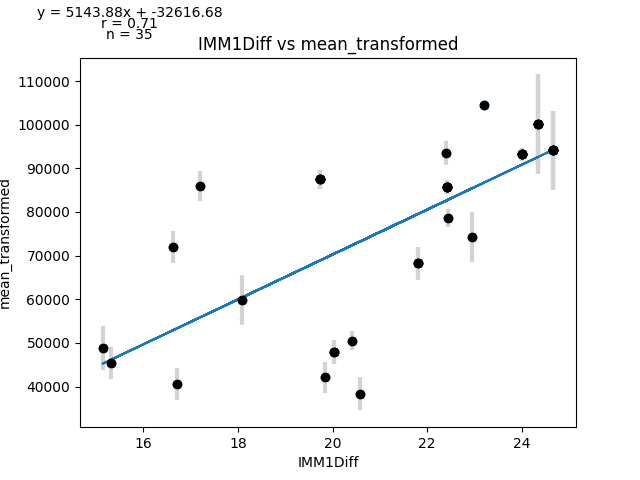 y = 5143.88x + -32616.68
r = 0.71
n = 35
IMM1Diff vs mean_transformed
110000
100000
90000
80000
70000
60000
50000
40000
mean_transformed
16 18 20 22 24
IMM1Diff